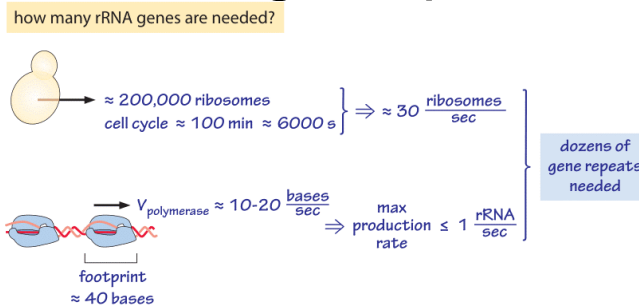 how many rRNA genes are needed?
≈ 200,000 ribosomes
cell cycle ≈ 100 min ≈ 6000 s
⇒ ≈ 30 ribosomes/sec
dozens of
gene repeats
needed
Vpolymerase ≈ 10-20 bases/sec
⇒ max production rate ≤ 1 rRNA/sec
footprint
≈ 40 bases